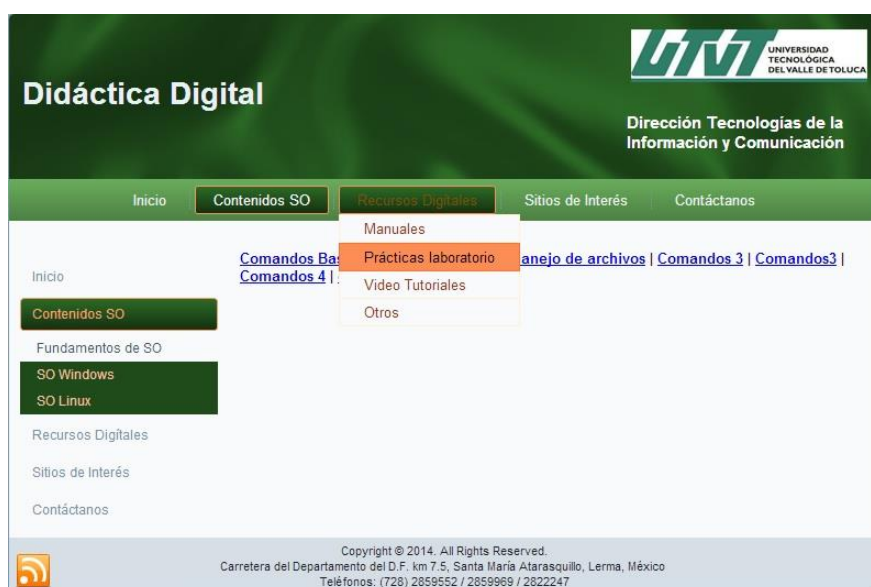 UTVT
UNIVERSIDAD
TECNOLÓGICA
DEL VALLE DE TOLUCA
Didáctica Digital
Dirección Tecnologías de la
Información y Comunicación
Inicio
Contenidos SO
Recursos Digitales
Sitios de Interés
Contáctanos
Manuales
Prácticas laboratorio
Video Tutoriales
Otros
Comandos Bas
anejo de archivos | Comandos 3 | Comandos3 |
Comandos 4 |
Inicio
Contenidos SO
Fundamentos de SO
SO Windows
SO Linux
Recursos Digítales
Sitios de Interés
Contáctanos
Copyright © 2014. All Rights Reserved.
Carretera del Departamento del D.F. km 7.5, Santa María Atarasquillo, Lerma, México
Teléfonos: (728) 2859552 / 2859969 / 2822247